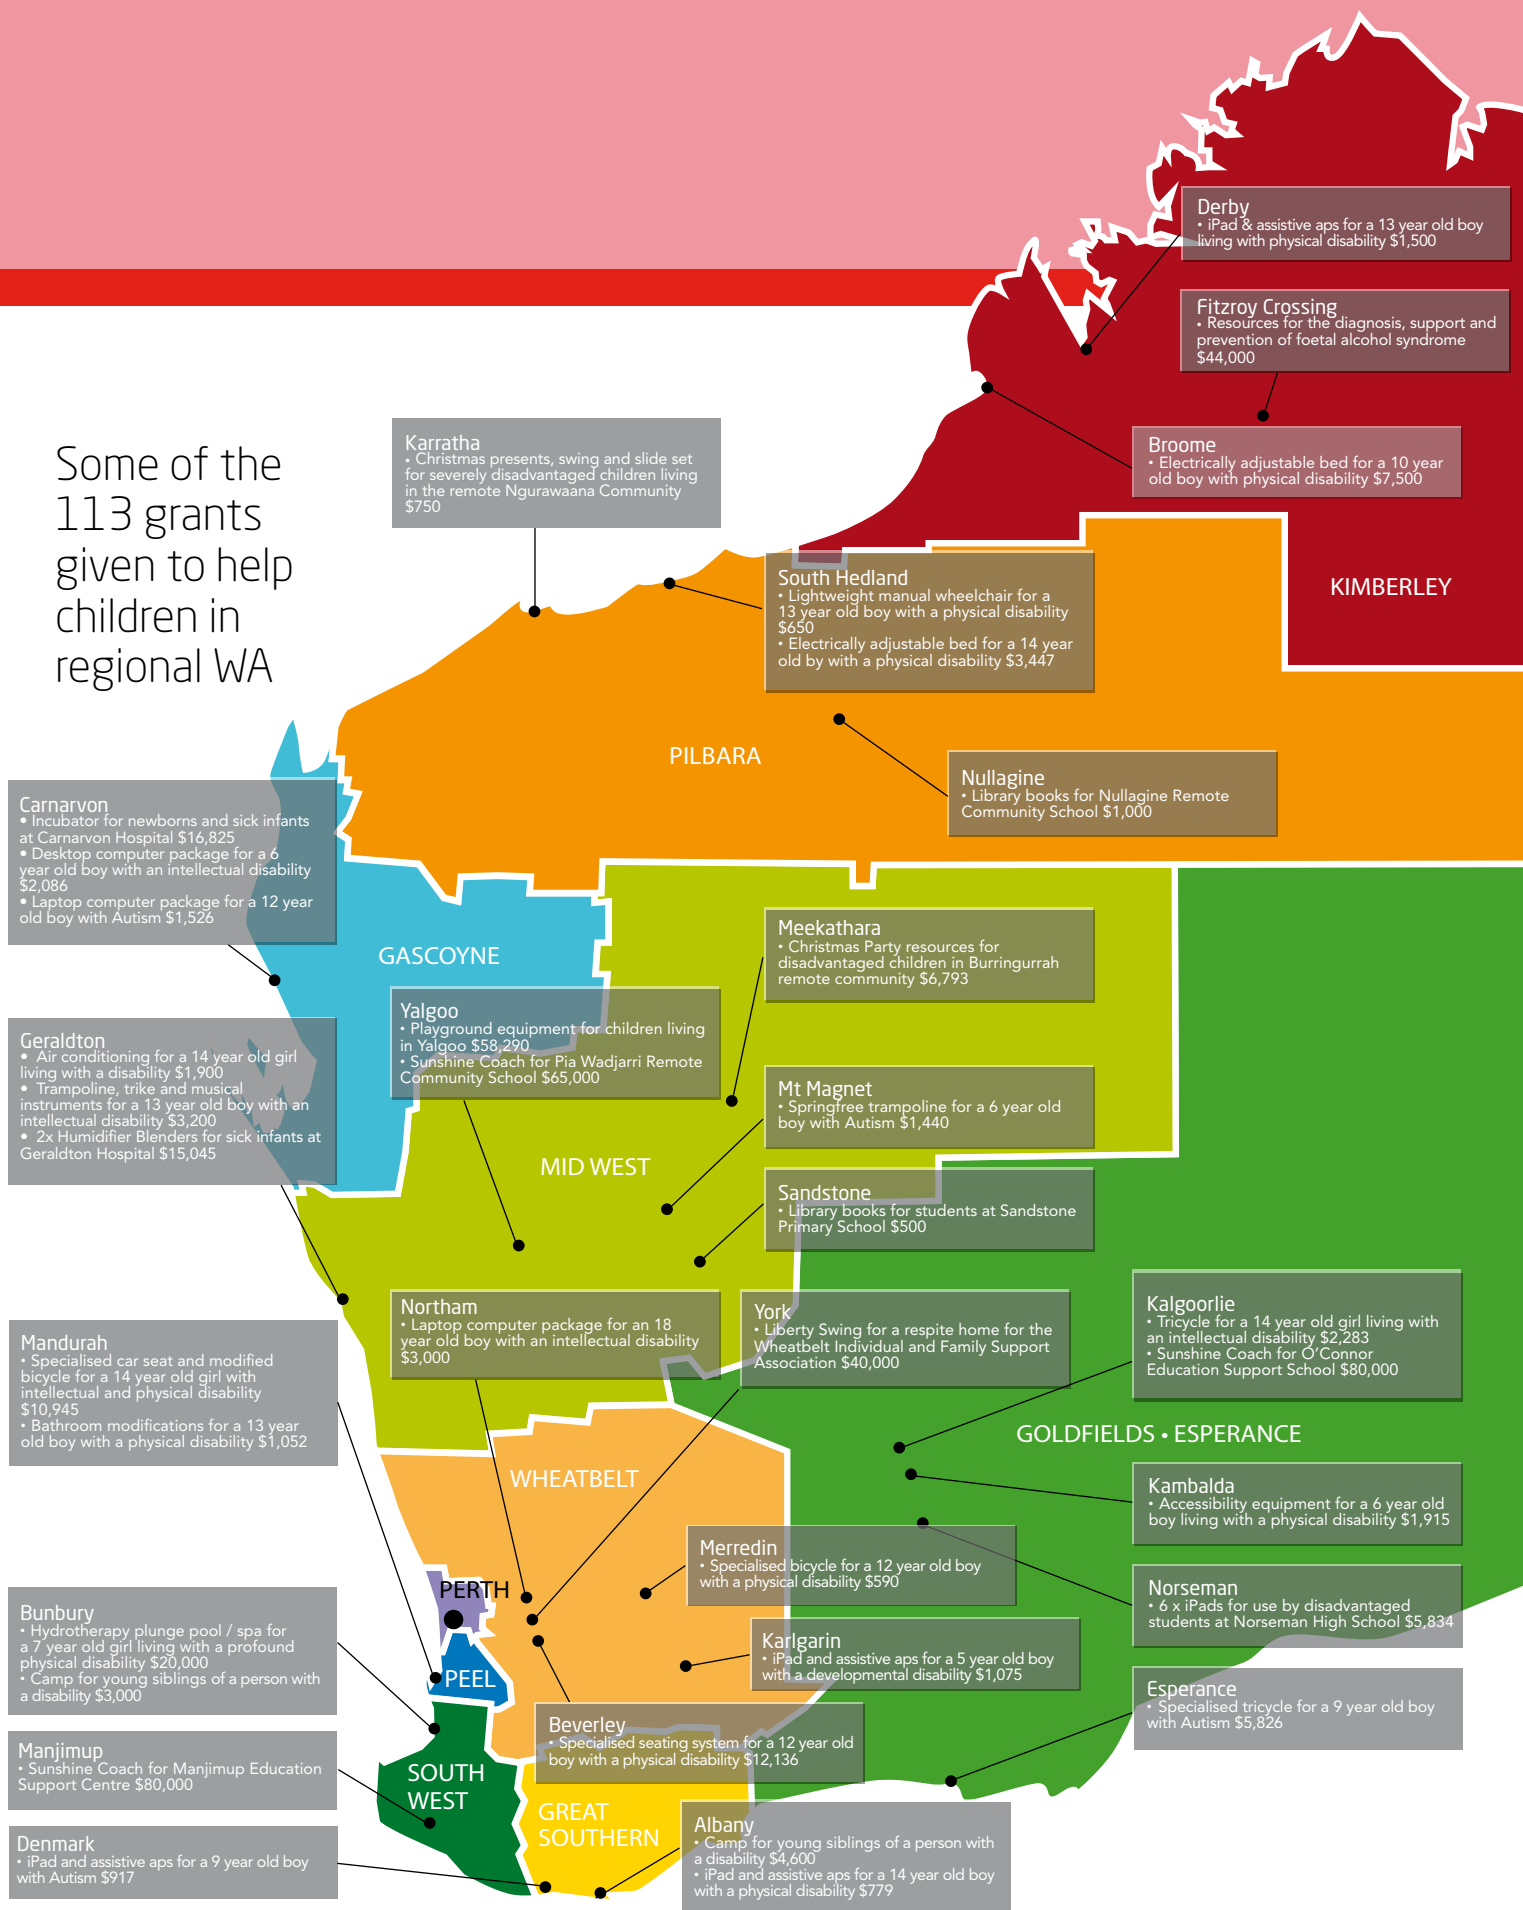 Some of the
113 grants
given to help
children in
regional WA
Derby
• iPad & assistive aps for a 13 year old boy
living with physical disability $1,500
Fitzroy Crossing
• Resources for the diagnosis, support and
prevention of foetal alcohol syndrome
$44,000
Broome
• Electrically adjustable bed for a 10 year
old boy with physical disability $7,500
KIMBERLEY
Karratha
• Christmas presents, swing and slide set
for severely disadvantaged children living
in the remote Ngurawaana Community
$750
South Hedland
• Lightweight manual wheelchair for a
13 year old boy with a physical disability
$650
• Electrically adjustable bed for a 14 year
old by with a physical disability $3,447
PILBARA
Nullagine
• Library books for Nullagine Remote
Community School $1,000
Carnarvon
• Incubator for newborns and sick infants
at Carnarvon Hospital $16,825
• Desktop computer package for a 6
year old boy with an intellectual disability
$2,086
• Laptop computer package for a 12 year
old boy with Autism $1,526
GASCOYNE
Meekathara
• Christmas Party resources for
disadvantaged children in Burringurrah
remote community $6,793
Yalgoo
• Playground equipment for children living
in Yalgoo $58,290
• Sunshine Coach for Pia Wadjarri Remote
Community School $65,000
Geraldton
• Air conditioning for a 14 year old girl
living with a disability $1,900
• Trampoline, trike and musical
instruments for a 13 year old boy with an
intellectual disability $3,200
• 2x Humidifier Blenders for sick infants at
Geraldton Hospital $15,045
Mt Magnet
• Springfree trampoline for a 6 year old
boy with Autism $1,440
MID WEST
Sandstone
• Library books for students at Sandstone
Primary School $500
Northam
• Laptop computer package for an 18
year old boy with an intellectual disability
$3,000
York
• Liberty Swing for a respite home for the
Wheatbelt Individual and Family Support
Association $40,000
Kalgoorlie
• Tricycle for a 14 year old girl living with
an intellectual disability $2,283
• Sunshine Coach for O'Connor
Education Support School $80,000
Mandurah
• Specialised car seat and modified
bicycle for a 14 year old girl with
intellectual and physical disability
$10,945
• Bathroom modifications for a 13 year
old boy with a physical disability $1,052
GOLDFIELDS • ESPERANCE
WHEATBELT
Kambalda
• Accessibility equipment for a 6 year old
boy living with a physical disability $1,915
Merredin
• Specialised bicycle for a 12 year old boy
with a physical disability $590
PERTH
Norseman
• 6 x iPads for use by disadvantaged
students at Norseman High School $5,834
Bunbury
• Hydrotherapy plunge pool / spa for
a 7 year old girl living with a profound
physical disability $20,000
• Camp for young siblings of a person with
a disability $3,000
Karlgarin
• iPad and assistive aps for a 5 year old boy
with a developmental disability $1,075
PEEL
Esperance
• Specialised tricycle for a 9 year old boy
with Autism $5,826
Beverley
• Specialised seating system for a 12 year old
boy with a physical disability $12,136
Manjimup
• Sunshine Coach for Manjimup Education
Support Centre $80,000
SOUTH
WEST
GREAT
SOUTHERN
Albany
• Camp for young siblings of a person with
a disability $4,600
• iPad and assistive aps for a 14 year old boy
with a physical disability $779
Denmark
• iPad and assistive aps for a 9 year old boy
with Autism $917